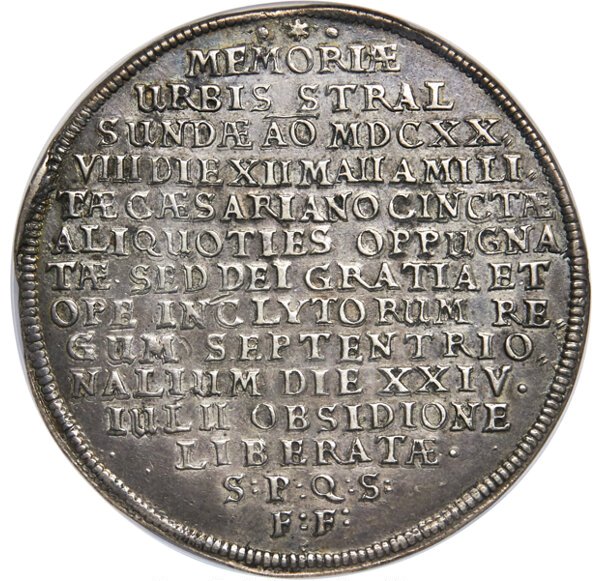 MEMORIÆ
URBIS STRAL
SUNDÆ AO MDCXX.
VIII DIE XII MAII A MILI.
TÆ CÆSARIANO CINCTÆ
ALIQUOTIES OPPUGNA
TÆ SED DEI GRATIA ET
OPE INCLYTORUM RE.
GUM SEPTENTRIO.
NALIUM DIE XXIV.
IULII OBSIDIONE
LIBERATÆ.
S:P:Q:S:
F:F: